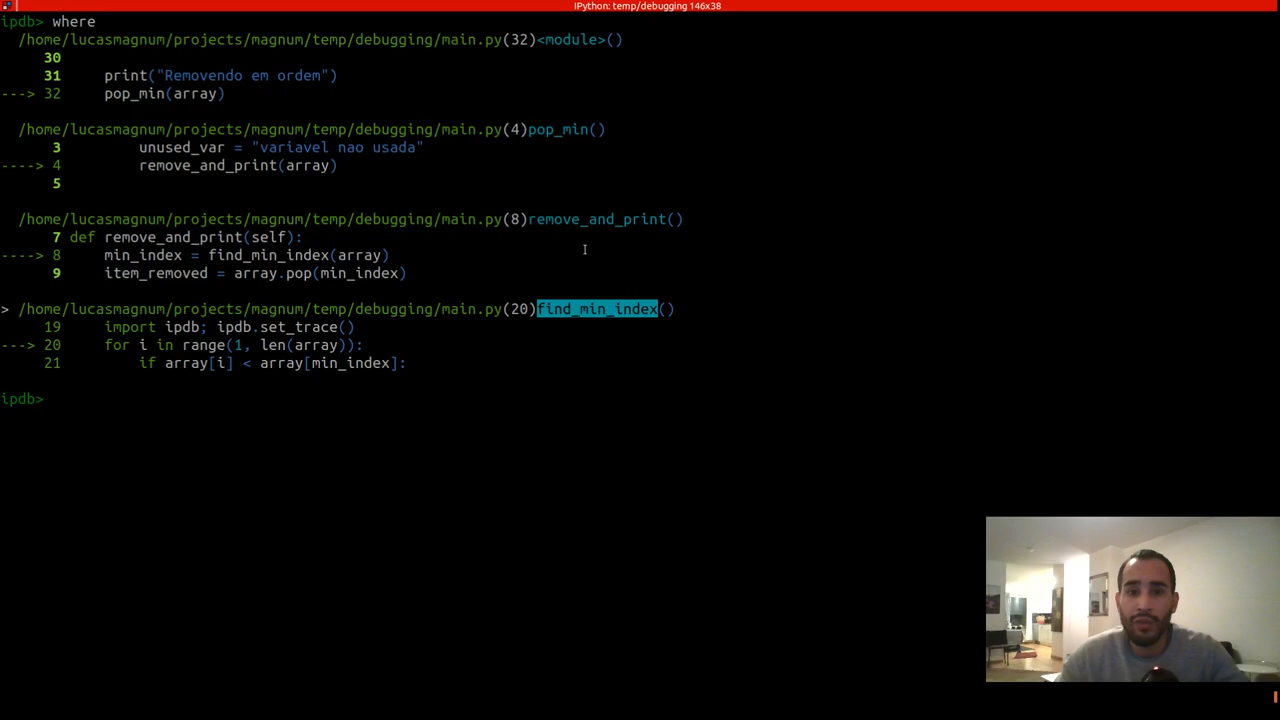 IPython: temp/debugging 146x38
ipdb> where
  /home/lucasmagnum/projects/magnum/temp/debugging/main.py(32)<module>()
     30
     31     print("Removendo em ordem")
---> 32     pop_min(array)
  /home/lucasmagnum/projects/magnum/temp/debugging/main.py(4)pop_min()
      3         unused_var = "variavel nao usada"
----> 4         remove_and_print(array)
      5
  /home/lucasmagnum/projects/magnum/temp/debugging/main.py(8)remove_and_print()
      7 def remove_and_print(self):
----> 8     min_index = find_min_index(array)
      9     item_removed = array.pop(min_index)
> /home/lucasmagnum/projects/magnum/temp/debugging/main.py(20)find_min_index()
     19     import ipdb; ipdb.set_trace()
---> 20     for i in range(1, len(array)):
     21         if array[i] < array[min_index]:
ipdb>